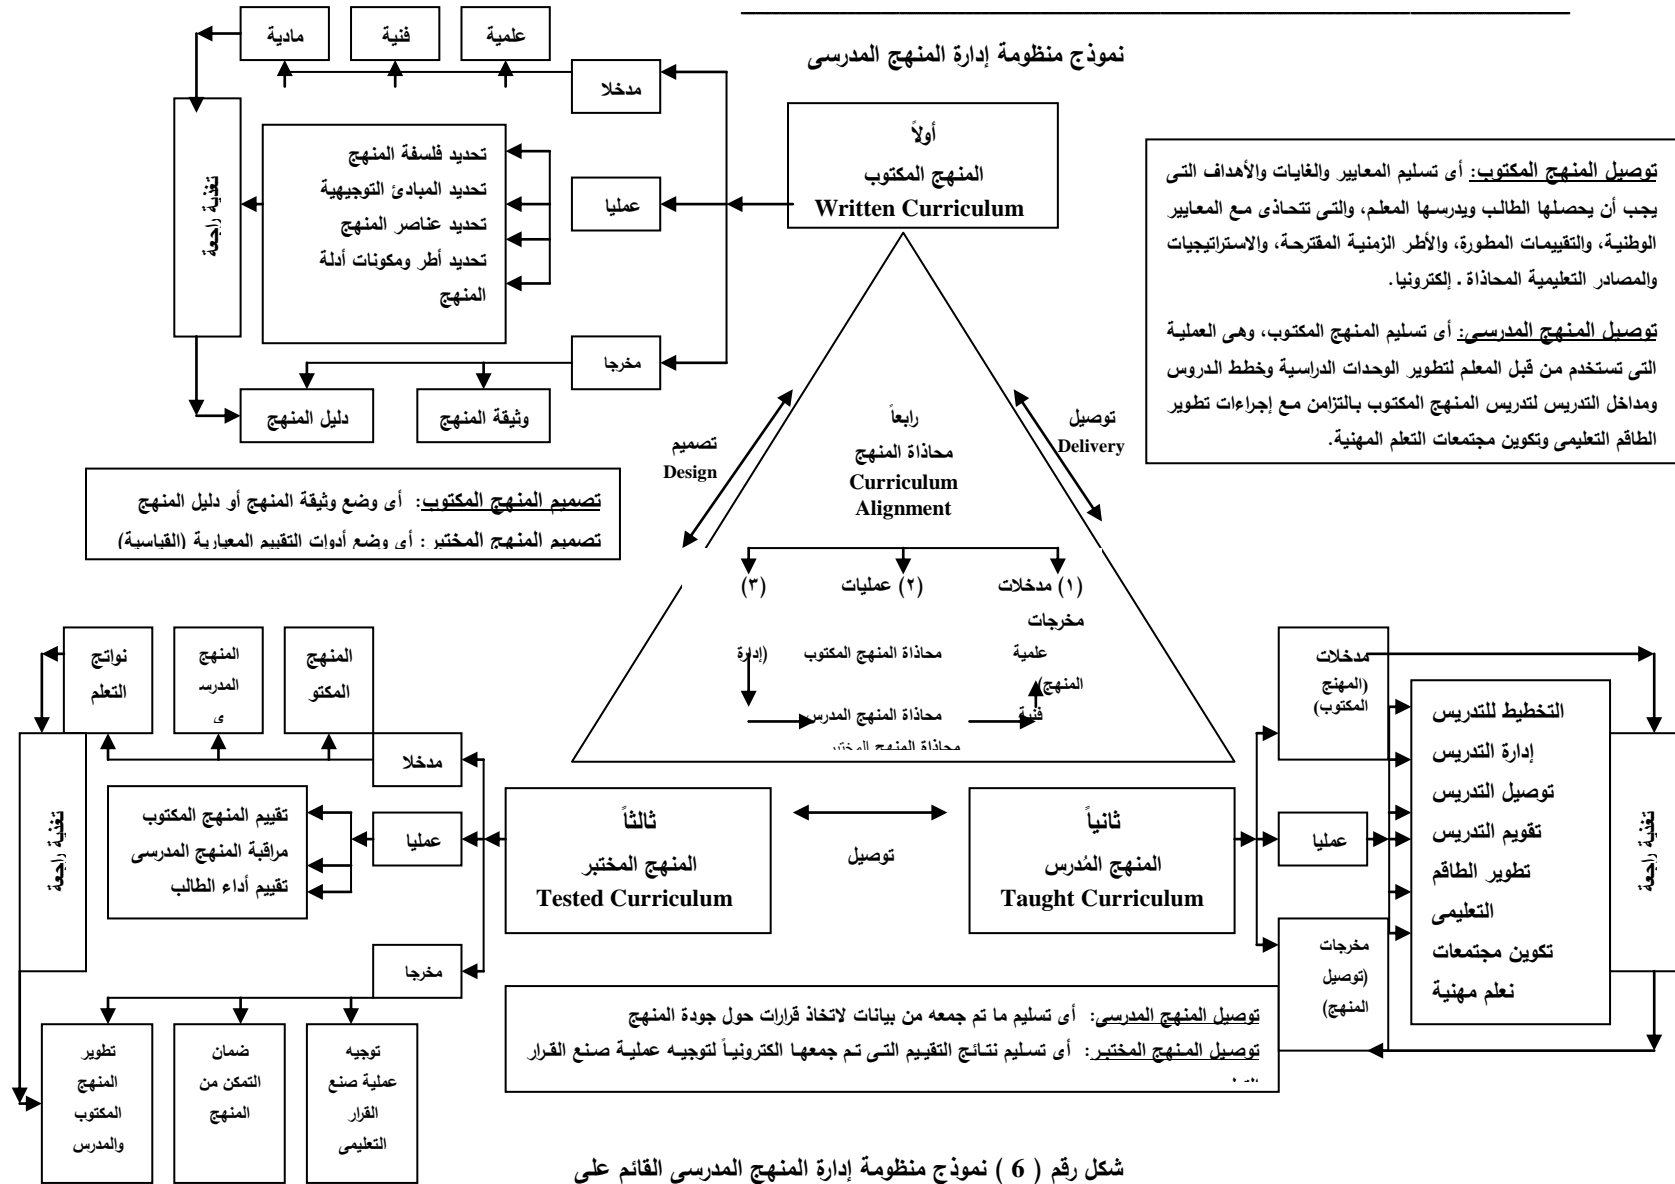 نموذج منظومة إدارة المنهج المدرسى
علمية
فنية
مادية
مدخلا
تغذية راجعة
تحديد فلسفة المنهج
تحديد المبادئ التوجيهية
تحديد عناصر المنهج
تحديد أطر ومكونات أدلة
المنهج
عمليا
مخرجا
وثيقة المنهج
دليل المنهج
أولاً
المنهج المكتوب
Written Curriculum
توصيل المنهج المكتوب: أى تسليم المعايير والغايات والأهداف التى
يجب أن يحصلها الطالب ويدرسها المعلم، والتى تتحاذى مع المعايير
الوطنية، والتقييمات المطورة، والأطر الزمنية المقترحة، والاستراتيجيات
والمصادر التعليمية المحاذاة . إلكترونيا.
توصيل المنهج المدرسى: أى تسليم المنهج المكتوب، وهى العملية
التى تستخدم من قبل المعلم لتطوير الوحدات الدراسية وخطط الدروس
ومداخل التدريس لتدريس المنهج المكتوب بالتزامن مع إجراءات تطوير
الطاقم التعليمى وتكوين مجتمعات التعلم المهنية.
توصيل
Delivery
تصميم
Design
رابعاً
محاذاة المنهج
Curriculum
Alignment
تصميم المنهج المكتوب: أى وضع وثيقة المنهج أو دليل المنهج
تصميم المنهج المختبر: أى وضع أدوات التقييم المعيارية (القياسية)
(١) مدخلات (٢) عمليات (٣)
مخرجات
علمية محاذاة المنهج المكتوب (إدارة
المنهج)
فنية محاذاة المنهج المدرس
محاذاة المنهج المختبر
المنهج
المكتو
المنهج
المدرس
ى
نواتج
التعلم
مدخلا
تغذية راجعة
تقييم المنهج المكتوب
مراقبة المنهج المدرسى
تقييم أداء الطالب
عمليا
مخرجا
توجيه
عملية صنع
القرار
التعليمى
ضمان
التمكن من
المنهج
تطوير
المنهج
المكتوب
والمدرس
ثالثاً
المنهج المختبر
Tested Curriculum
توصيل
ثانياً
المنهج المُدرس
Taught Curriculum
مدخلات
(المهنج
المكتوب)
عمليا
مخرجات
(توصيل
المنهج)
التخطيط للتدريس
إدارة التدريس
توصيل التدريس
تقويم التدريس
تطوير الطاقم
التعليمى
تكوين مجتمعات
نعلم مهنية
تغذية راجعة
توصيل المنهج المدرسى: أى تسليم ما تم جمعه من بيانات لاتخاذ قرارات حول جودة المنهج
توصيل المنهج المختبر: أى تسليم نتائج التقييم التى تم جمعها الكترونياً لتوجيه عملية صنع القرار
شكل رقم ( 6 ) نموذج منظومة إدارة المنهج المدرسى القائم على